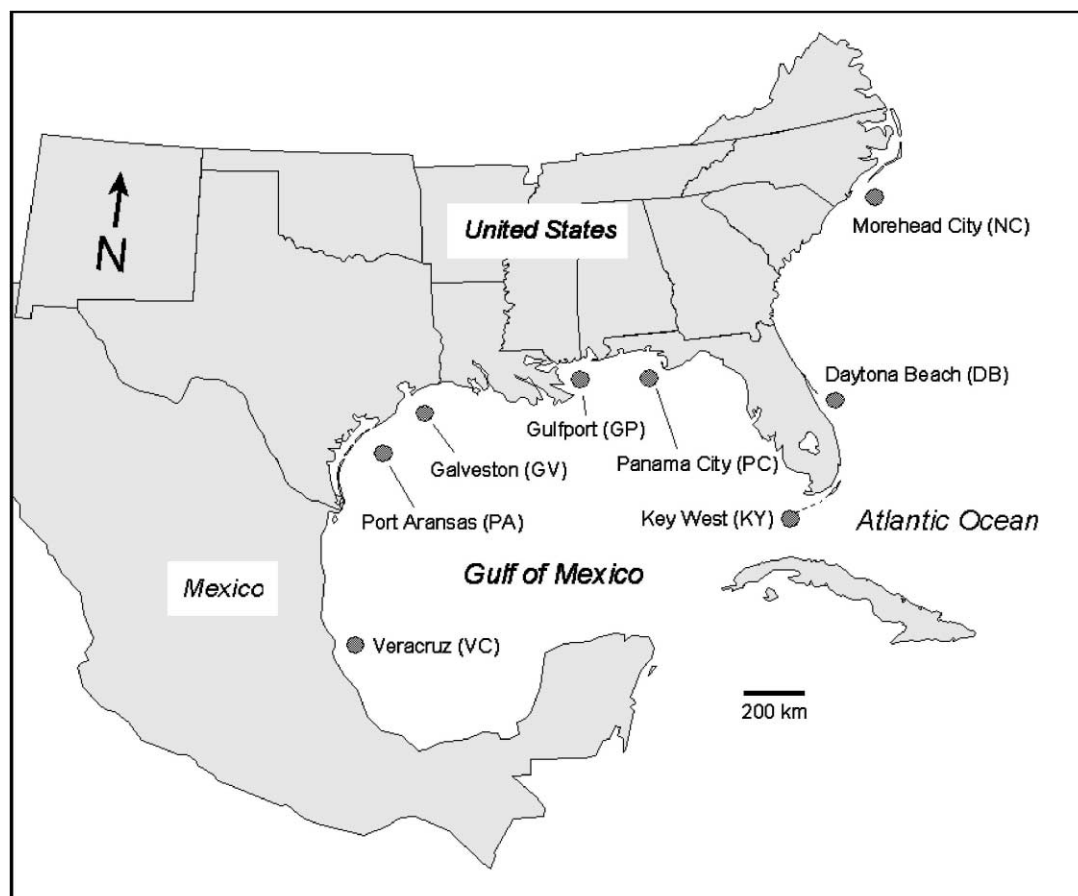 N
United States
Morehead City (NC)
Daytona Beach (DB)
Gulfport (GP)
Panama City (PC)
Galveston (GV)
Port Aransas (PA)
Key West (KY)
Atlantic Ocean
Gulf of Mexico
Mexico
Veracruz (VC)
200 km